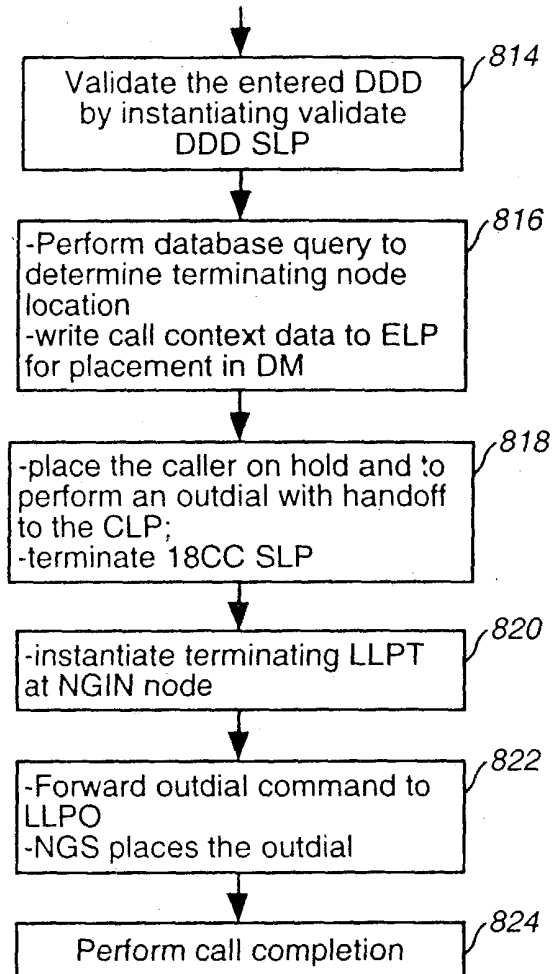 814
Validate the entered DDD
by instantiating validate
DDD SLP
816
-Perform database query to
determine terminating node
location
-write call context data to ELP
for placement in DM
818
-place the caller on hold and to
perform an outdial with handoff
to the CLP;
-terminate 18CC SLP
820
-instantiate terminating LLPT
at NGIN node
822
-Forward outdial command to
LLPO
-NGS places the outdial
824
Perform call completion